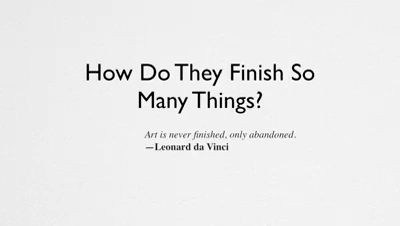 How Do They Finish So
Many Things?
Art is never finished, only abandoned.
—Leonard da Vinci